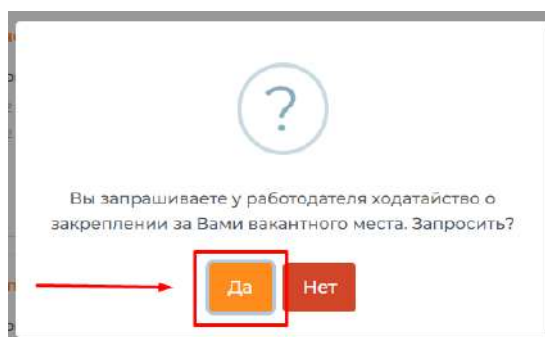 ?
Вы запрашиваете у работодателя ходатайство о
закреплении за Вами вакантного места. Запросить?
Да Нет